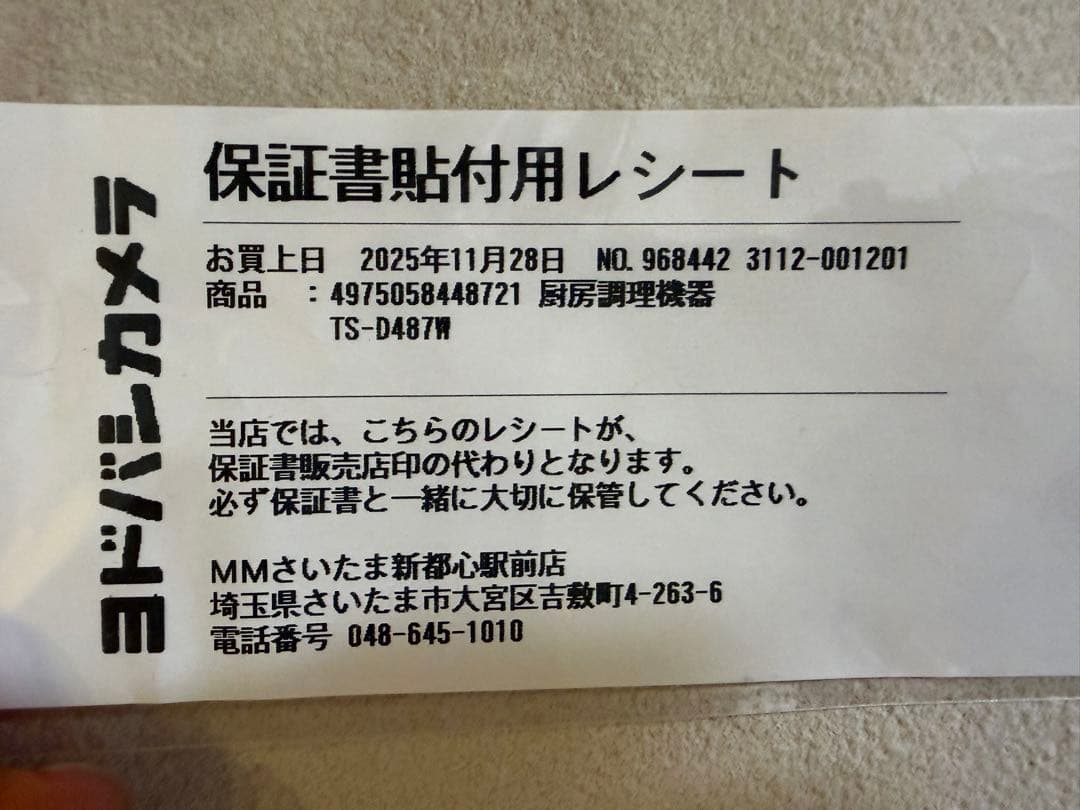 ヨドバシカメラ
保証書貼付用レシート
お買上日 2025年11月28日 NO. 968442 3112-001201
商品 : 4975058448721 厨房調理機器
TS-D487W
当店では、こちらのレシートが、
保証書販売店印の代わりとなります。
必ず保証書と一緒に大切に保管してください。
MMさいたま新都心駅前店
埼玉県さいたま市大宮区吉敷町4-263-6
電話番号 048-645-1010